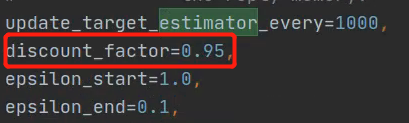 update_target_estimator_every=1000,
discount_factor=0.95,
epsilon_start=1.0,
epsilon_end=0.1,